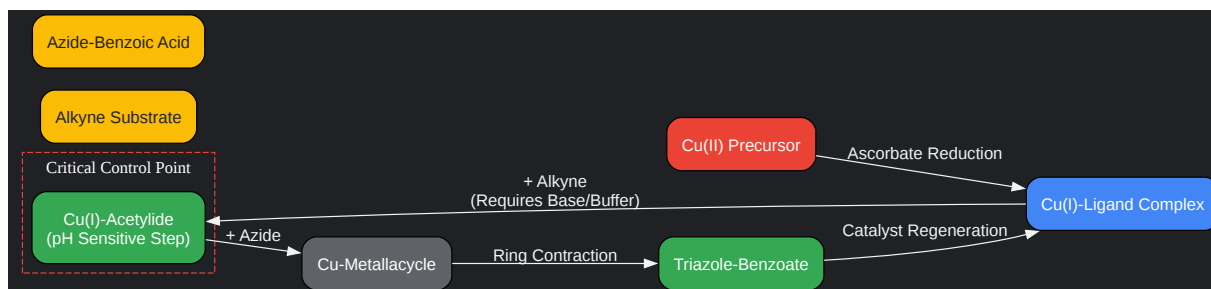 Azide-Benzoic Acid
Alkyne Substrate
Critical Control Point
Cu(I)-Acetylide
(pH Sensitive Step)
+ Azide
Cu-Metallacycle
Ring Contraction
Triazole-Benzoate
Catalyst Regeneration
Cu(I)-Ligand Complex
+ Alkyne
(Requires Base/Buffer)
Cu(II) Precursor
Ascorbate Reduction